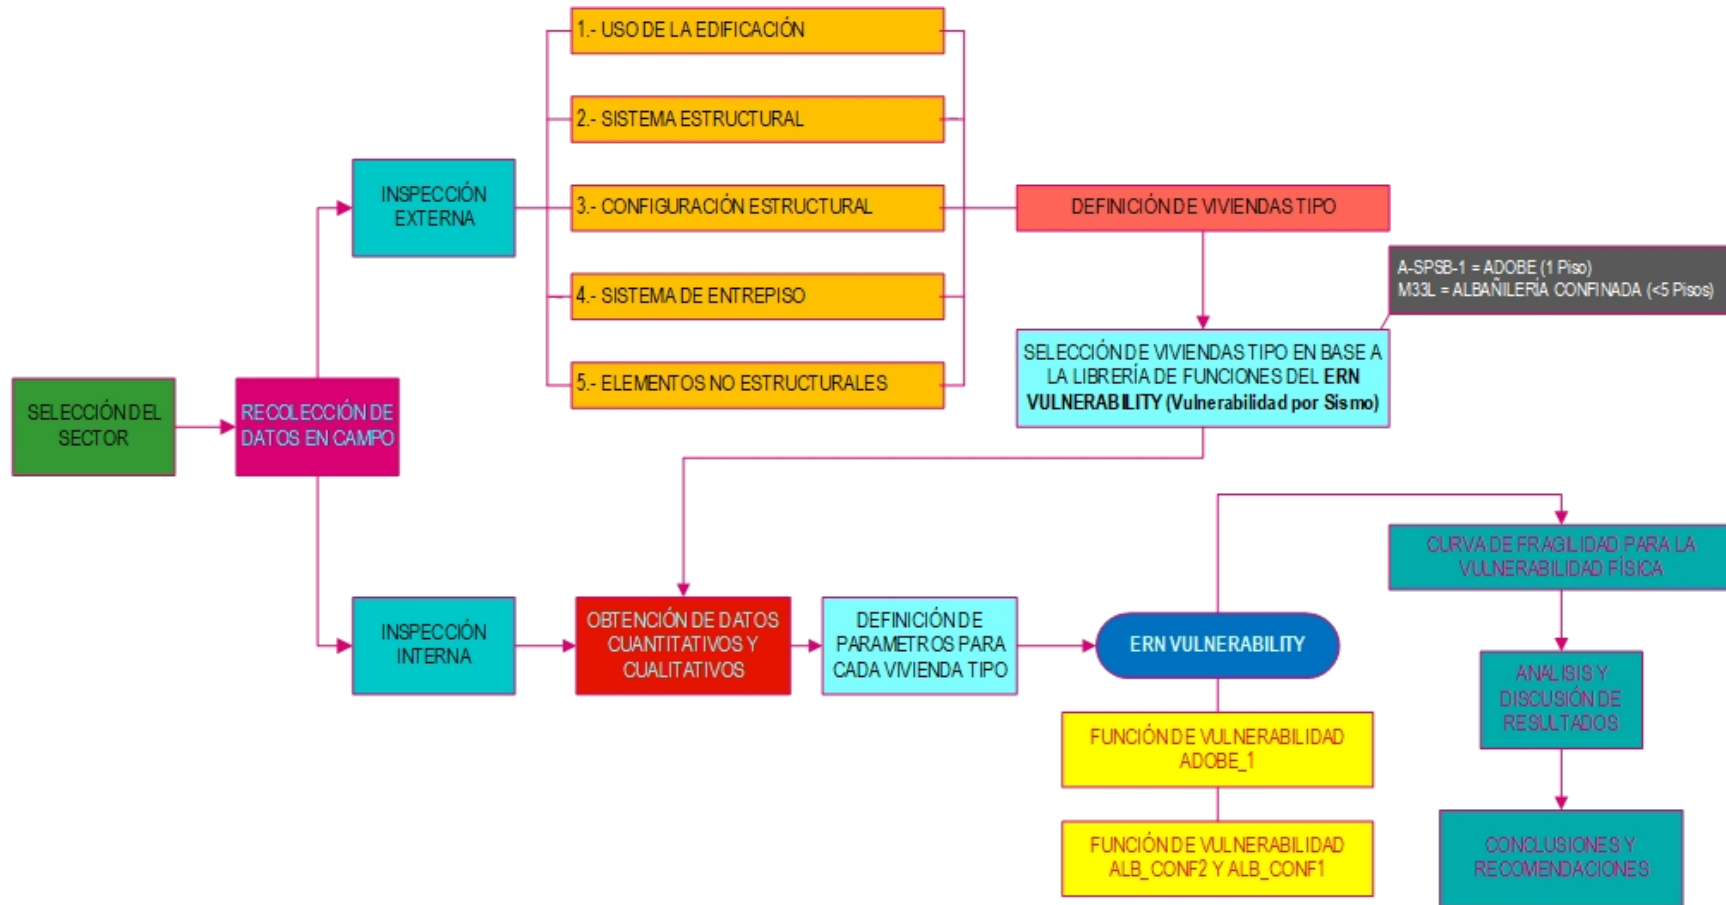 1.- USO DE LA EDIFICACIÓN
2.- SISTEMA ESTRUCTURAL
INSPECCIÓN
EXTERNA
3.- CONFIGURACIÓN ESTRUCTURAL
DEFINICIÓN DE VIVIENDAS TIPO
A-SPSB-1 = ADOBE (1 Piso)
M33L = ALBAÑILERÍA CONFINADA (<5 Pisos)
4.- SISTEMA DE ENTREPISO
SELECCIÓN DE VIVIENDAS TIPO EN BASE A
LA LIBRERÍA DE FUNCIONES DEL ERN
VULNERABILITY (Vulnerabilidad por Sismo)
5.- ELEMENTOS NO ESTRUCTURALES
SELECCIÓN DEL
SECTOR
RECOLECCIÓN DE
DATOS EN CAMPO
INSPECCIÓN
INTERNA
OBTENCIÓN DE DATOS
CUANTITATIVOS Y
CUALITATIVOS
DEFINICIÓN DE
PARAMETROS PARA
CADA VIVIENDA TIPO
ERN VULNERABILITY
FUNCIÓN DE VULNERABILIDAD
ADOBE_1
FUNCIÓN DE VULNERABILIDAD
ALB_CONF2 Y ALB_CONF1
CURVA DE FRAGILIDAD PARA LA
VULNERABILIDAD FÍSICA
ANALISIS Y
DISCUSIÓN DE
RESULTADOS
CONCLUSIONES Y
RECOMENDACIONES